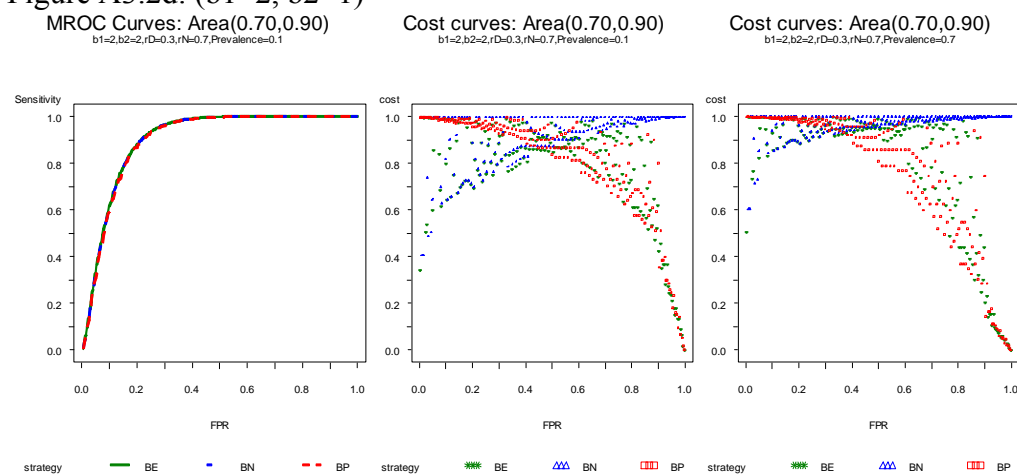 Figure A3.2d: (b1=2, b2=1)
MROC Curves: Area(0.70,0.90)
b1=2,b2=2,rD=0.3,rN=0.7,Prevalence=0.1
Sensitivity
1.0
0.8
0.6
0.4
0.2
0.0
0.0 0.2 0.4 0.6 0.8 1.0
FPR
strategy BE BN BP
Cost curves: Area(0.70,0.90)
b1=2,b2=2,rD=0.3,rN=0.7,Prevalence=0.1
cost
1.0
0.8
0.6
0.4
0.2
0.0
0.0 0.2 0.4 0.6 0.8 1.0
FPR
strategy BE BN BP
Cost curves: Area(0.70,0.90)
b1=2,b2=2,rD=0.3,rN=0.7,Prevalence=0.7
cost
1.0
0.8
0.6
0.4
0.2
0.0
0.0 0.2 0.4 0.6 0.8 1.0
FPR
strategy BE BN BP